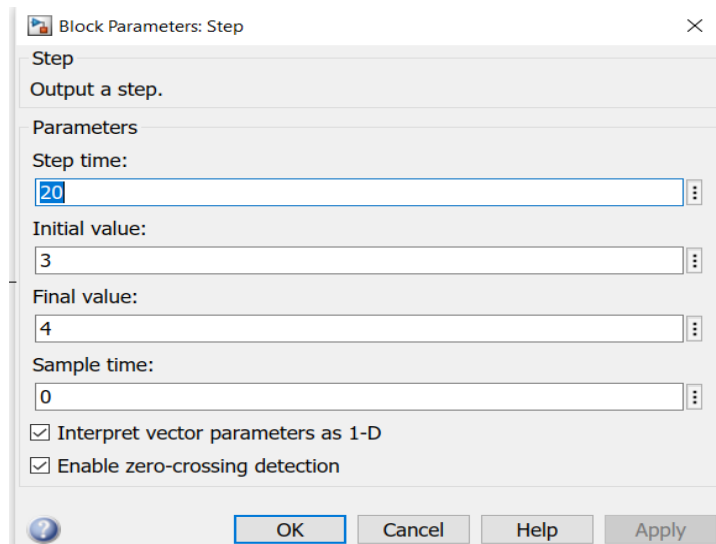 Block Parameters: Step
Step
Output a step.
Parameters
Step time:
20
Initial value:
3
Final value:
4
Sample time:
0
Interpret vector parameters as 1-D
Enable zero-crossing detection
OK Cancel Help Apply